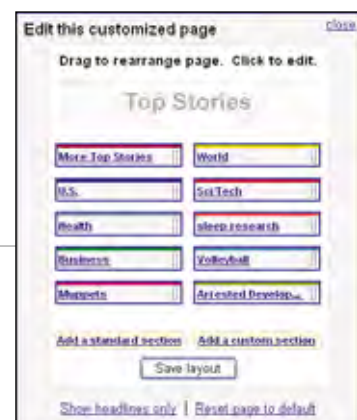 Edit this customized page close
Drag to rearrange page. Click to edit.
Top Stories
More Top Stories World
U.S. Sci/Tech
Health sleep research
Business Volleyball
Muppets Arrested Develop...
Add a standard section Add a custom section
Save layout
Show headlines only | Reset page to default